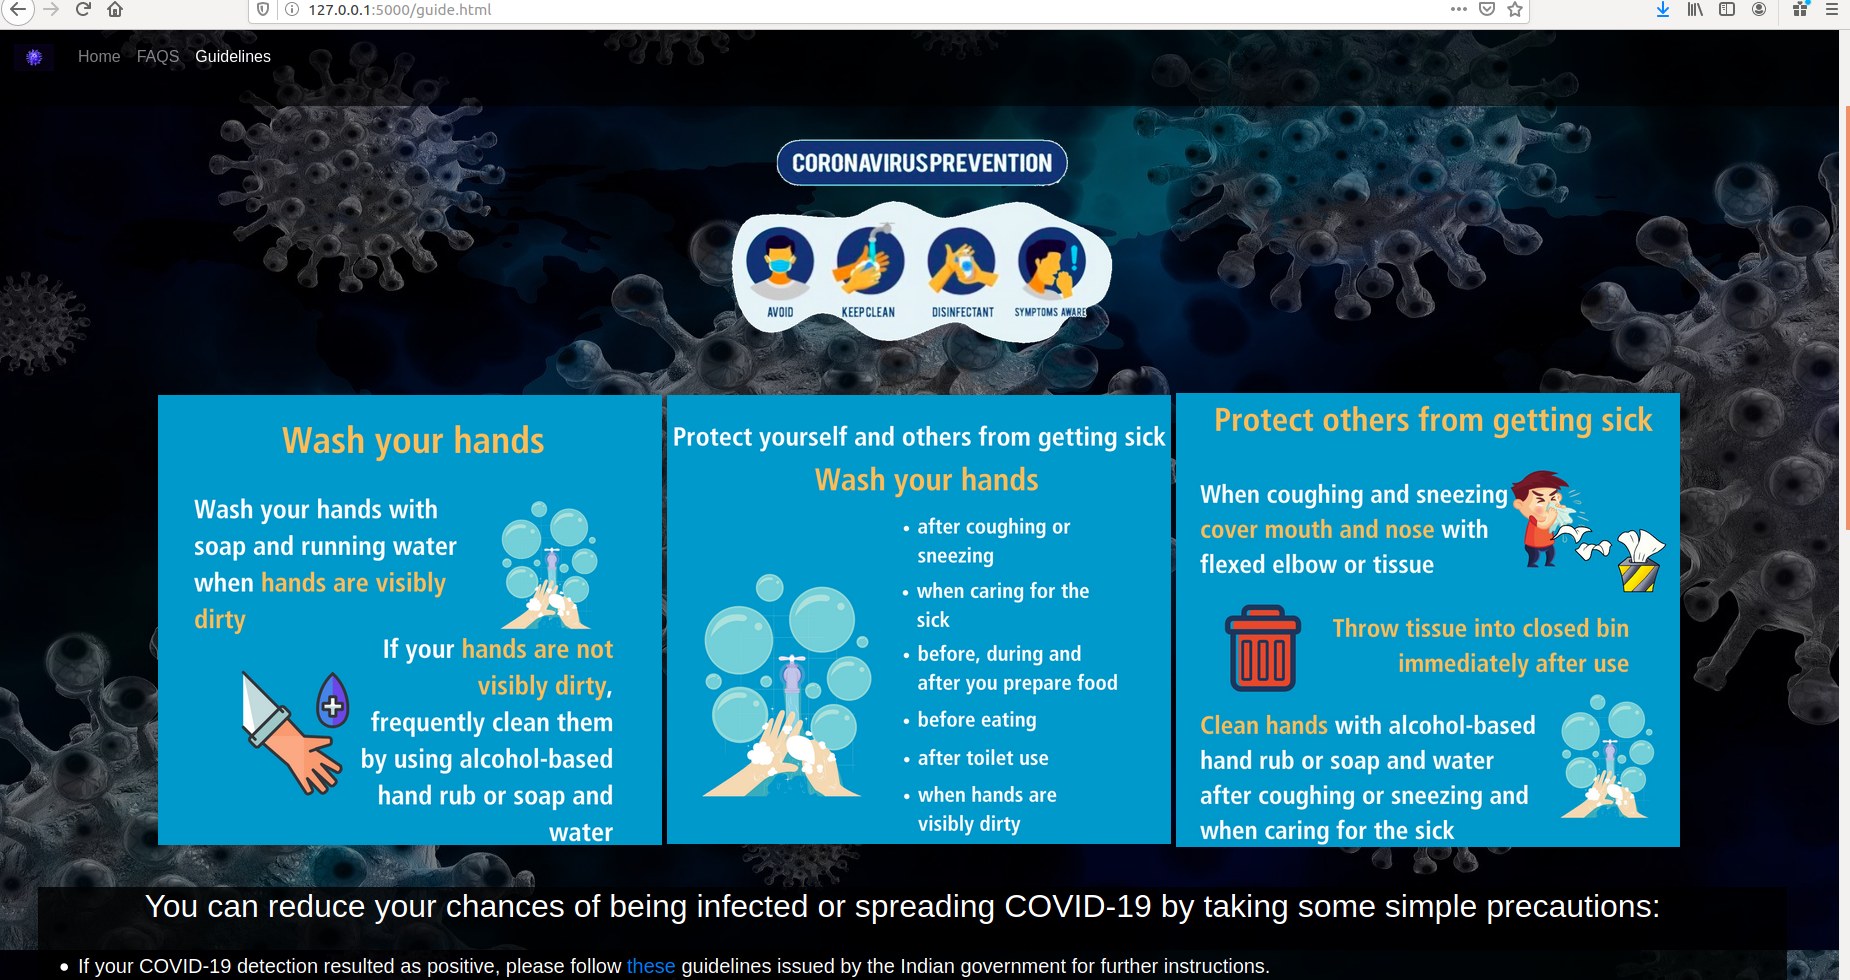 127.0.0.1:5000/guide.html
Home FAQS Guidelines
CORONAVIRUS PREVENTION
AVOID KEEP CLEAN DISINFECTANT SYMPTOMS AWARE
Wash your hands
Wash your hands with
soap and running water
when hands are visibly
dirty
If your hands are not
visibly dirty,
frequently clean them
by using alcohol-based
hand rub or soap and
water
Protect yourself and others from getting sick
Wash your hands
• after coughing or
sneezing
• when caring for the
sick
• before, during and
after you prepare food
• before eating
• after toilet use
• when hands are
visibly dirty
Protect others from getting sick
When coughing and sneezing
cover mouth and nose with
flexed elbow or tissue
Throw tissue into closed bin
immediately after use
Clean hands with alcohol-based
hand rub or soap and water
after coughing or sneezing and
when caring for the sick
You can reduce your chances of being infected or spreading COVID-19 by taking some simple precautions:
• If your COVID-19 detection resulted as positive, please follow these guidelines issued by the Indian government for further instructions.